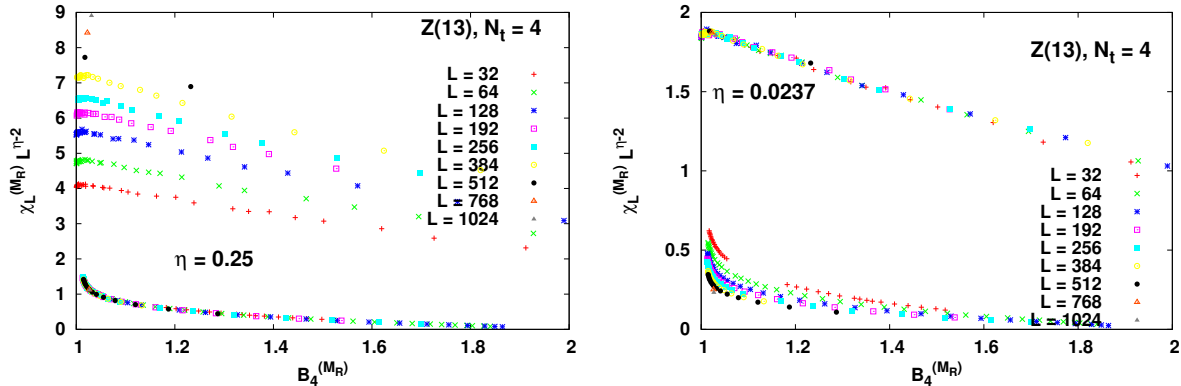 9
8
7
6
5
4
3
2
1
0
1
1.2
1.4
1.6
1.8
2
χ_L^(M_R) L^η-2
B_4^(M_R)
Z(13), N_t = 4
η = 0.25
L = 32
L = 64
L = 128
L = 192
L = 256
L = 384
L = 512
L = 768
L = 1024
2
1.5
1
0.5
0
1
1.2
1.4
1.6
1.8
2
χ_L^(M_R) L^η-2
B_4^(M_R)
Z(13), N_t = 4
η = 0.0237
L = 32
L = 64
L = 128
L = 192
L = 256
L = 384
L = 512
L = 768
L = 1024